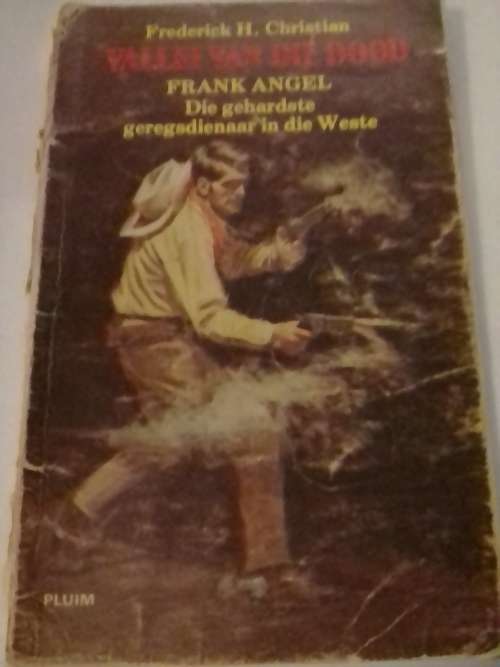 Frederick H. Christian
VALLEI VAN DIE DOOD
FRANK ANGEL
Die gehardste
geregsdienaar in die Weste
PLUIM